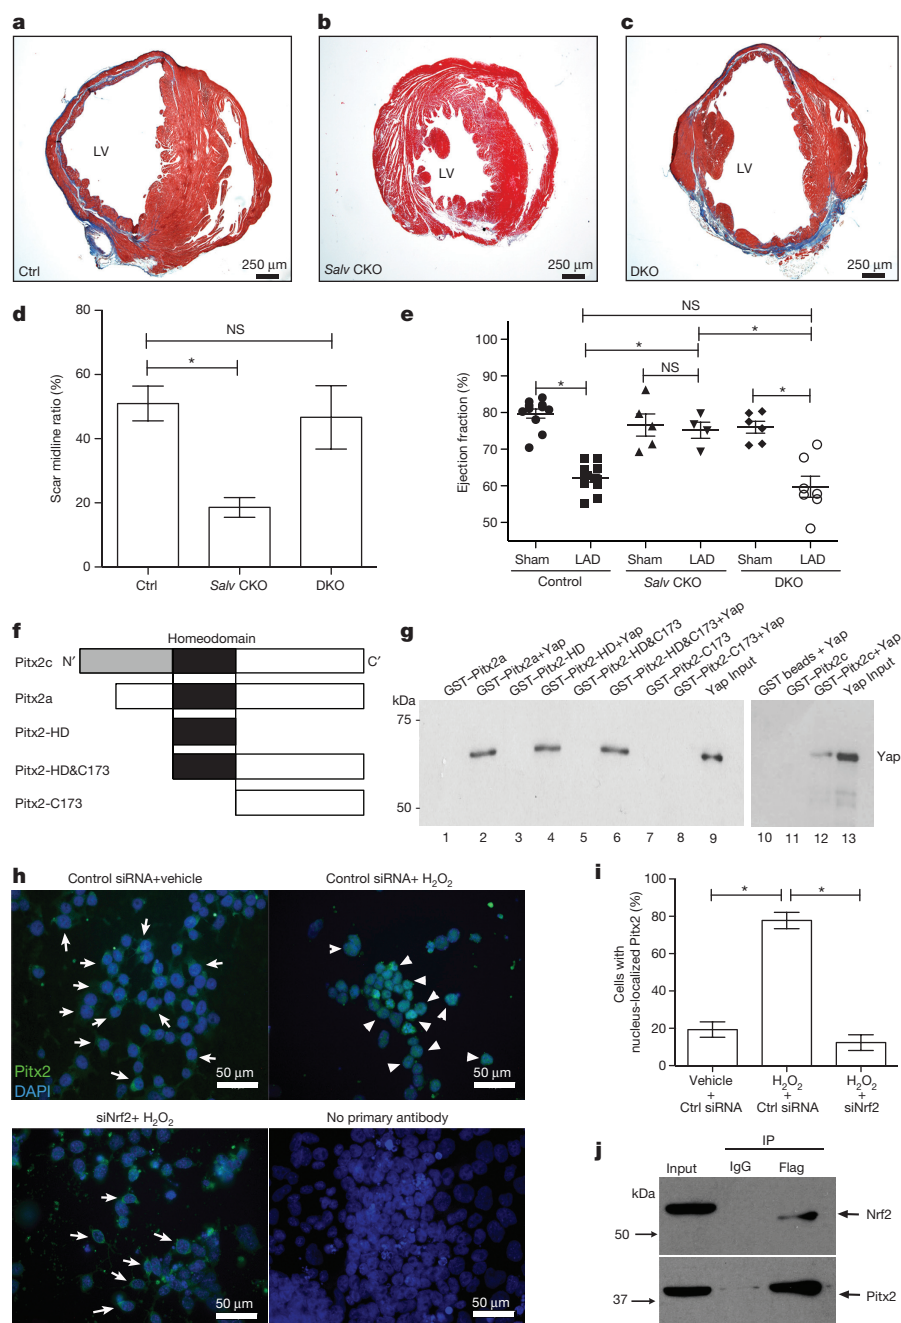 a
LV
Ctrl
250 μm
b
LV
Salv CKO
250 μm
c
LV
DKO
250 μm
d
Scar midline ratio (%)
80
60
40
20
0
NS
*
Ctrl
Salv CKO
DKO
e
Ejection fraction (%)
100
90
80
70
60
50
NS
*
*
NS
*
*
Sham
LAD
Sham
LAD
Sham
LAD
Control
Salv CKO
DKO
f
Homeodomain
Pitx2c
N′
C′
Pitx2a
Pitx2-HD
Pitx2-HD&C173
Pitx2-C173
g
GST–Pitx2a
GST–Pitx2a+Yap
GST–Pitx2-HD
GST–Pitx2-HD+Yap
GST–Pitx2-HD&C173
GST–Pitx2-HD&C173+Yap
GST–Pitx2-C173
GST–Pitx2-C173+Yap
Yap Input
GST beads + Yap
GST–Pitx2c
GST–Pitx2c+Yap
Yap Input
kDa
75
50
Yap
1 2 3 4 5 6 7 8 9 10 11 12 13
h
Control siRNA+vehicle
Pitx2
DAPI
50 μm
Control siRNA+ H₂O₂
50 μm
siNrf2+ H₂O₂
50 μm
No primary antibody
50 μm
i
Cells with
nucleus-localized Pitx2 (%)
100
80
60
40
20
0
*
*
Vehicle
+
Ctrl siRNA
H₂O₂
+
Ctrl siRNA
H₂O₂
+
siNrf2
j
IP
Input
IgG
Flag
kDa
50
Nrf2
37
Pitx2